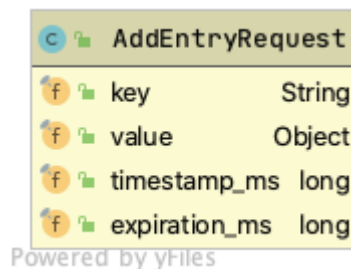 C AddEntryRequest
f key String
f value Object
f timestamp_ms long
f expiration_ms long
Powered by yFiles